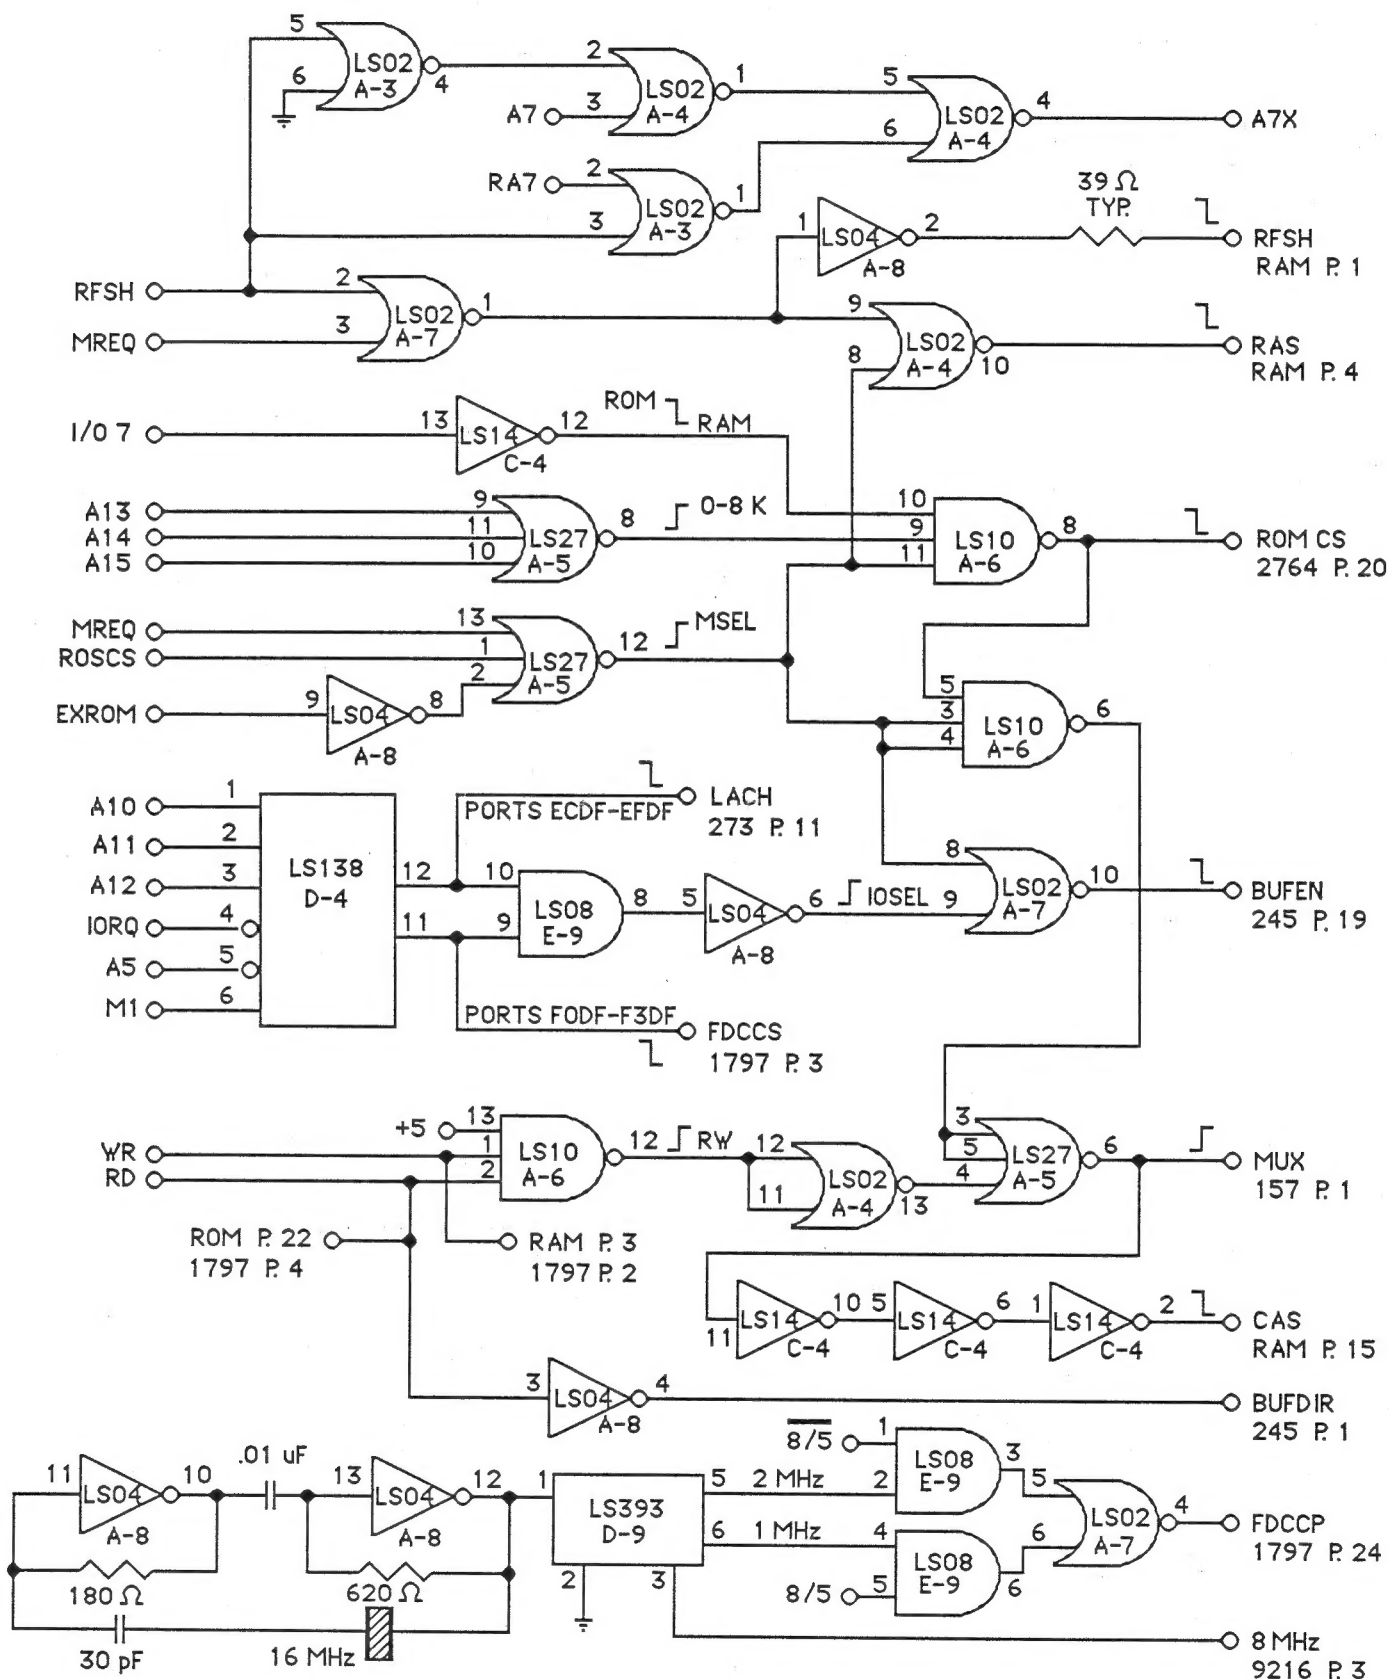 5
LS02
A-3
6
4
2
LS02
A-4
A7
3
1
5
LS02
A-4
6
4
A7X
RA7
2
LS02
A-3
3
1
39 Ω
TYP.
1
LS04
A-8
2
RFSH
RAM P. 1
RFSH
2
LS02
A-7
MREQ
3
1
9
LS02
A-4
8
10
RAS
RAM P. 4
I/O 7
13
LS14
C-4
12
ROM
RAM
A13
9
A14
11
A15
10
LS27
A-5
8
0-8 K
10
9
11
LS10
A-6
8
ROM CS
2764 P. 20
MREQ
13
ROSCS
1
2
LS27
A-5
12
MSEL
EXROM
9
LS04
A-8
8
5
3
4
LS10
A-6
6
A10
1
A11
2
A12
3
IORQ
4
A5
5
M1
6
LS138
D-4
12
11
PORTS ECDF-EFDF
LACH
273 P. 11
10
9
LS08
E-9
8
5
LS04
A-8
6
IOSEL
8
9
LS02
A-7
10
BUFEN
245 P. 19
PORTS F0DF-F3DF
FDCCS
1797 P. 3
+5
13
WR
1
RD
2
LS10
A-6
12
RW
12
11
LS02
A-4
13
3
5
4
LS27
A-5
6
MUX
157 P. 1
ROM P. 22
1797 P. 4
RAM P. 3
1797 P. 2
11
LS14
C-4
10
5
LS14
C-4
6
1
LS14
C-4
2
CAS
RAM P. 15
3
LS04
A-8
4
BUFDIR
245 P. 1
11
LS04
A-8
10
.01 uF
13
LS04
A-8
12
180 Ω
620 Ω
30 pF
16 MHz
1
LS393
D-9
2
3
5
2 MHz
6
1 MHz
8/5
1
2
LS08
E-9
3
4
8/5
5
LS08
E-9
6
5
6
LS02
A-7
4
FDCCP
1797 P. 24
8 MHz
9216 P. 3